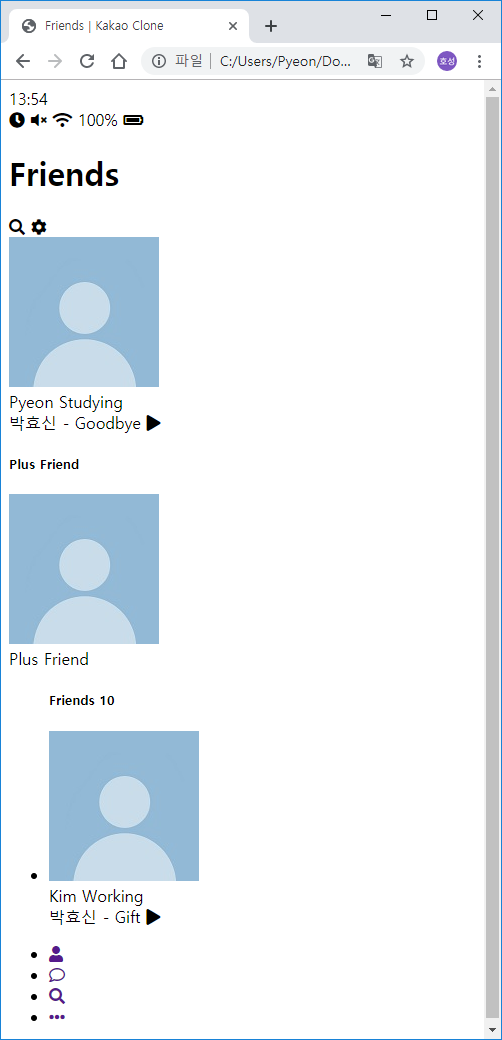 Friends | Kakao Clone
파일
C:/Users/Pyeon/Do...
호성
13:54
100%
Friends
Pyeon Studying
박효신 - Goodbye
Plus Friend
Plus Friend
Friends 10
Kim Working
박효신 - Gift